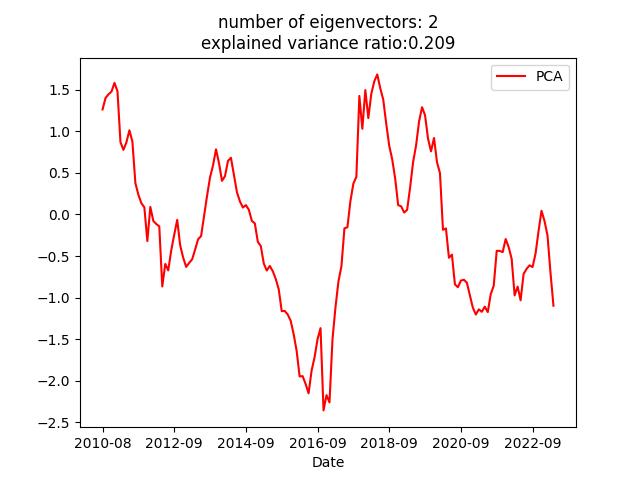 number of eigenvectors: 2
explained variance ratio:0.209
PCA
1.5
1.0
0.5
0.0
−0.5
−1.0
−1.5
−2.0
−2.5
2010-08 2012-09 2014-09 2016-09 2018-09 2020-09 2022-09
Date